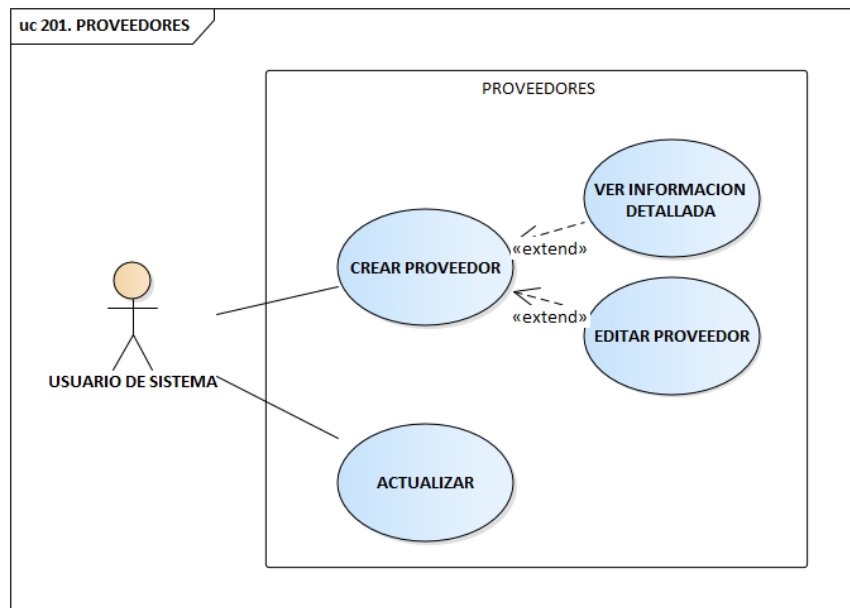 uc 201. PROVEEDORES
PROVEEDORES
VER INFORMACION
DETALLADA
«extend»
CREAR PROVEEDOR
«extend»
EDITAR PROVEEDOR
USUARIO DE SISTEMA
ACTUALIZAR